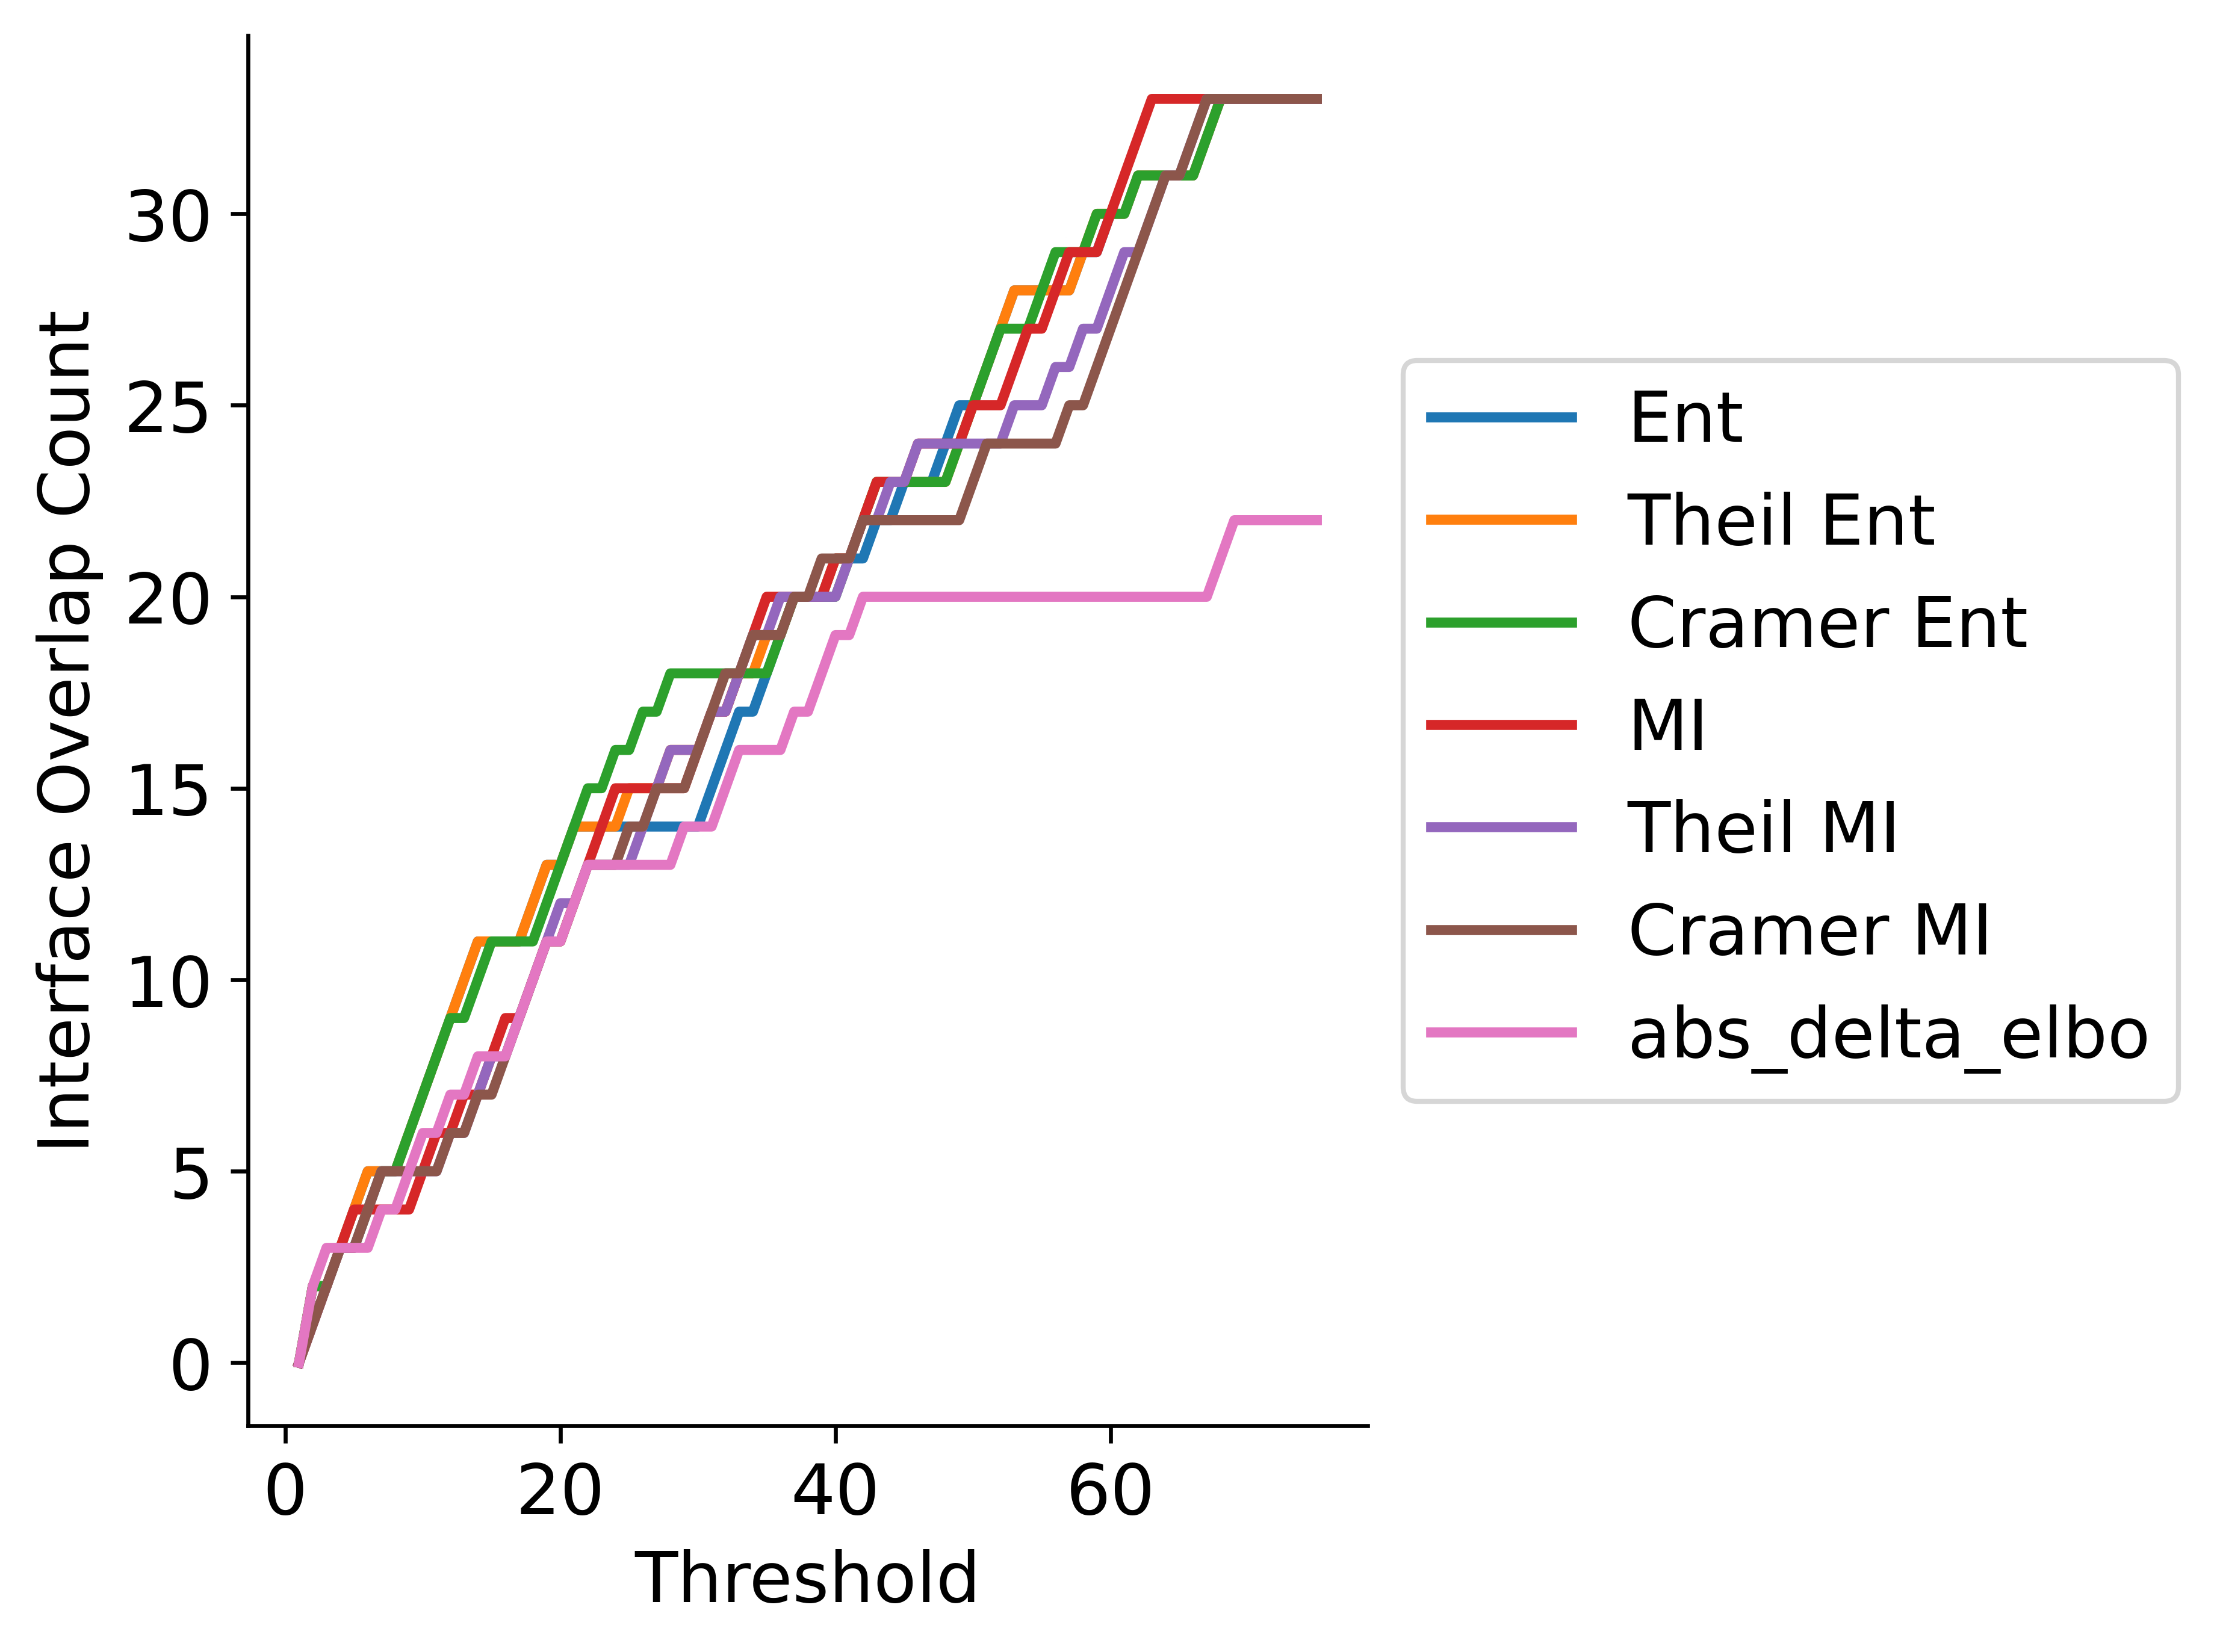 Interface Overlap Count
30
25
20
15
10
5
0
0 20 40 60
Threshold
Ent
Theil Ent
Cramer Ent
MI
Theil MI
Cramer MI
abs_delta_elbo